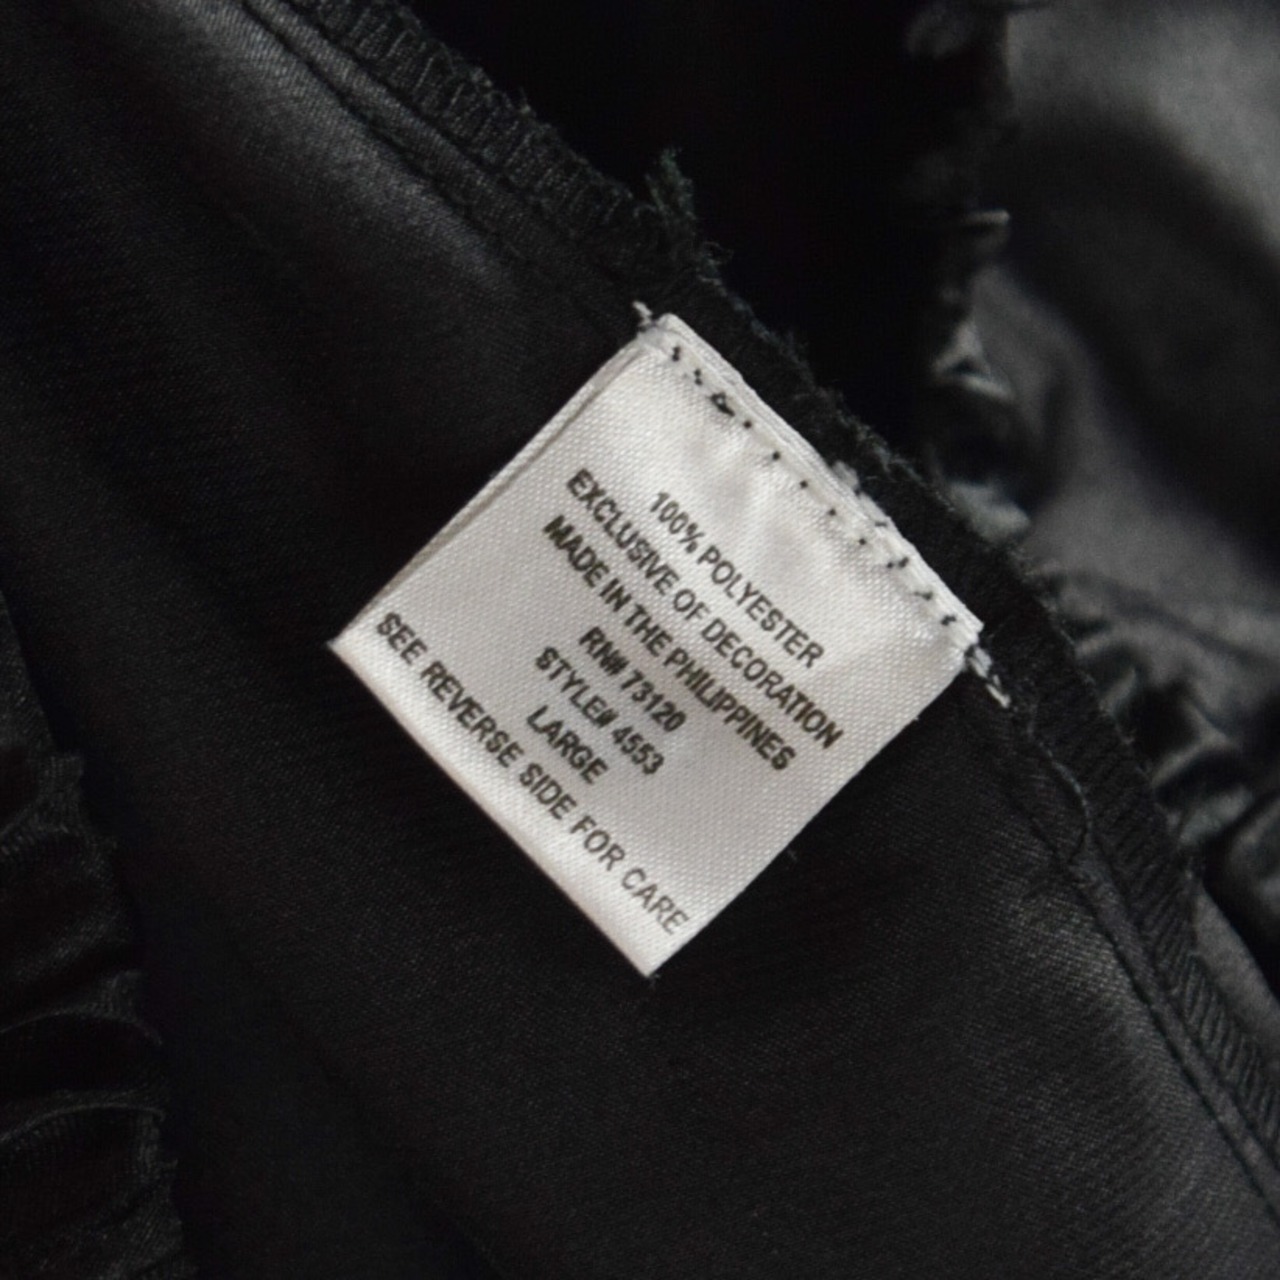 100% POLYESTER
EXCLUSIVE OF DECORATION
MADE IN THE PHILIPPINES
RN# 73120
STYLE# 4553
LARGE
SEE REVERSE SIDE FOR CARE